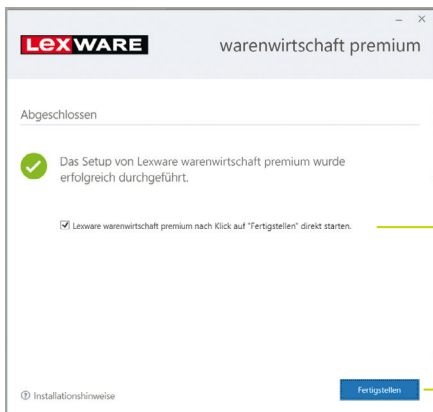 LEXWARE
warenwirtschaft premium
Abgeschlossen
Das Setup von Lexware warenwirtschaft premium wurde
erfolgreich durchgeführt.
Lexware warenwirtschaft premium nach Klick auf "Fertigstellen" direkt starten.
Installationshinweise
Fertigstellen